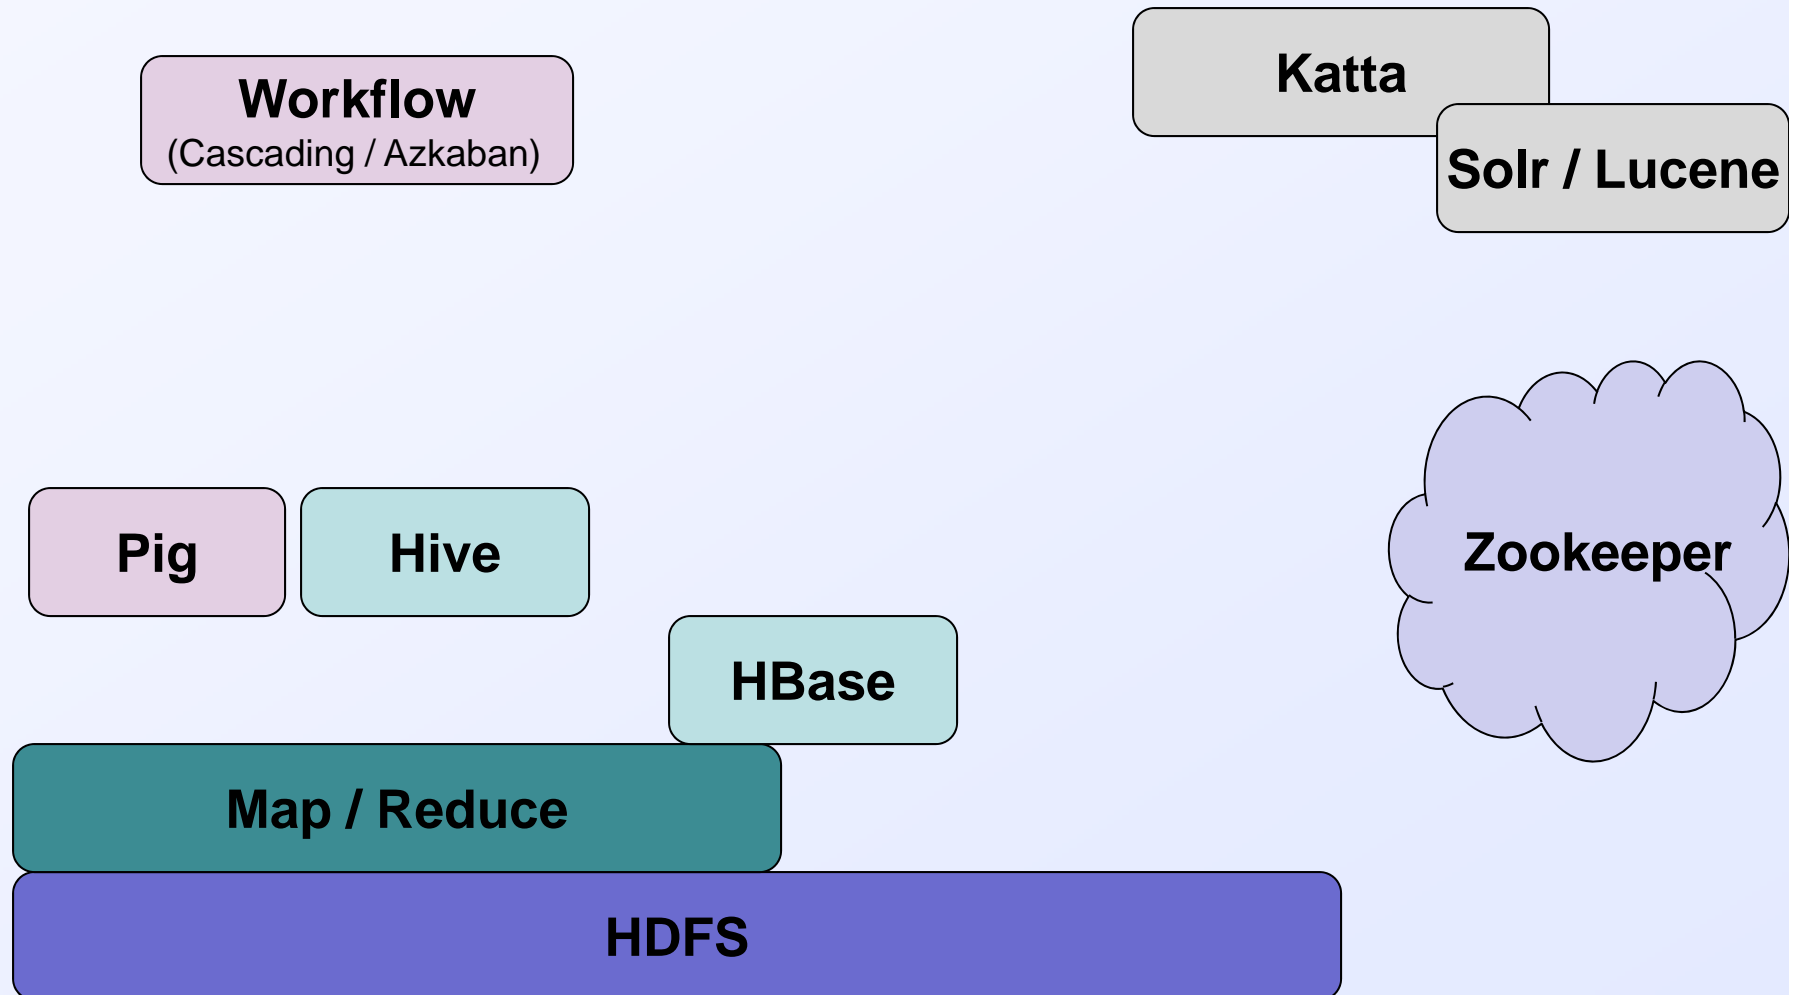 Katta
Workflow
(Cascading / Azkaban)
Solr / Lucene
Pig
Hive
Zookeeper
HBase
Map / Reduce
HDFS